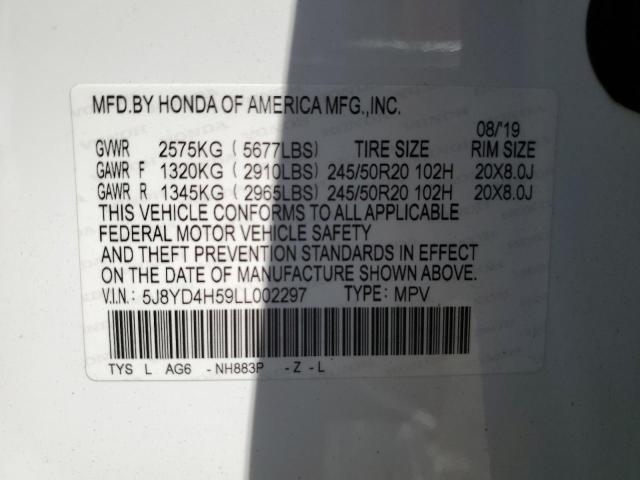 MFD.BY HONDA OF AMERICA MFG.,INC.
08/'19
GVWR 2575KG ( 5677LBS) TIRE SIZE RIM SIZE
GAWR F 1320KG ( 2910LBS) 245/50R20 102H 20X8.0J
GAWR R 1345KG ( 2965LBS) 245/50R20 102H 20X8.0J
THIS VEHICLE CONFORMS TO ALL APPLICABLE
FEDERAL MOTOR VEHICLE SAFETY
AND THEFT PREVENTION STANDARDS IN EFFECT
ON THE DATE OF MANUFACTURE SHOWN ABOVE.
V.I.N.: 5J8YD4H59LL002297 TYPE: MPV
TYS L AG6 -NH883P -Z -L